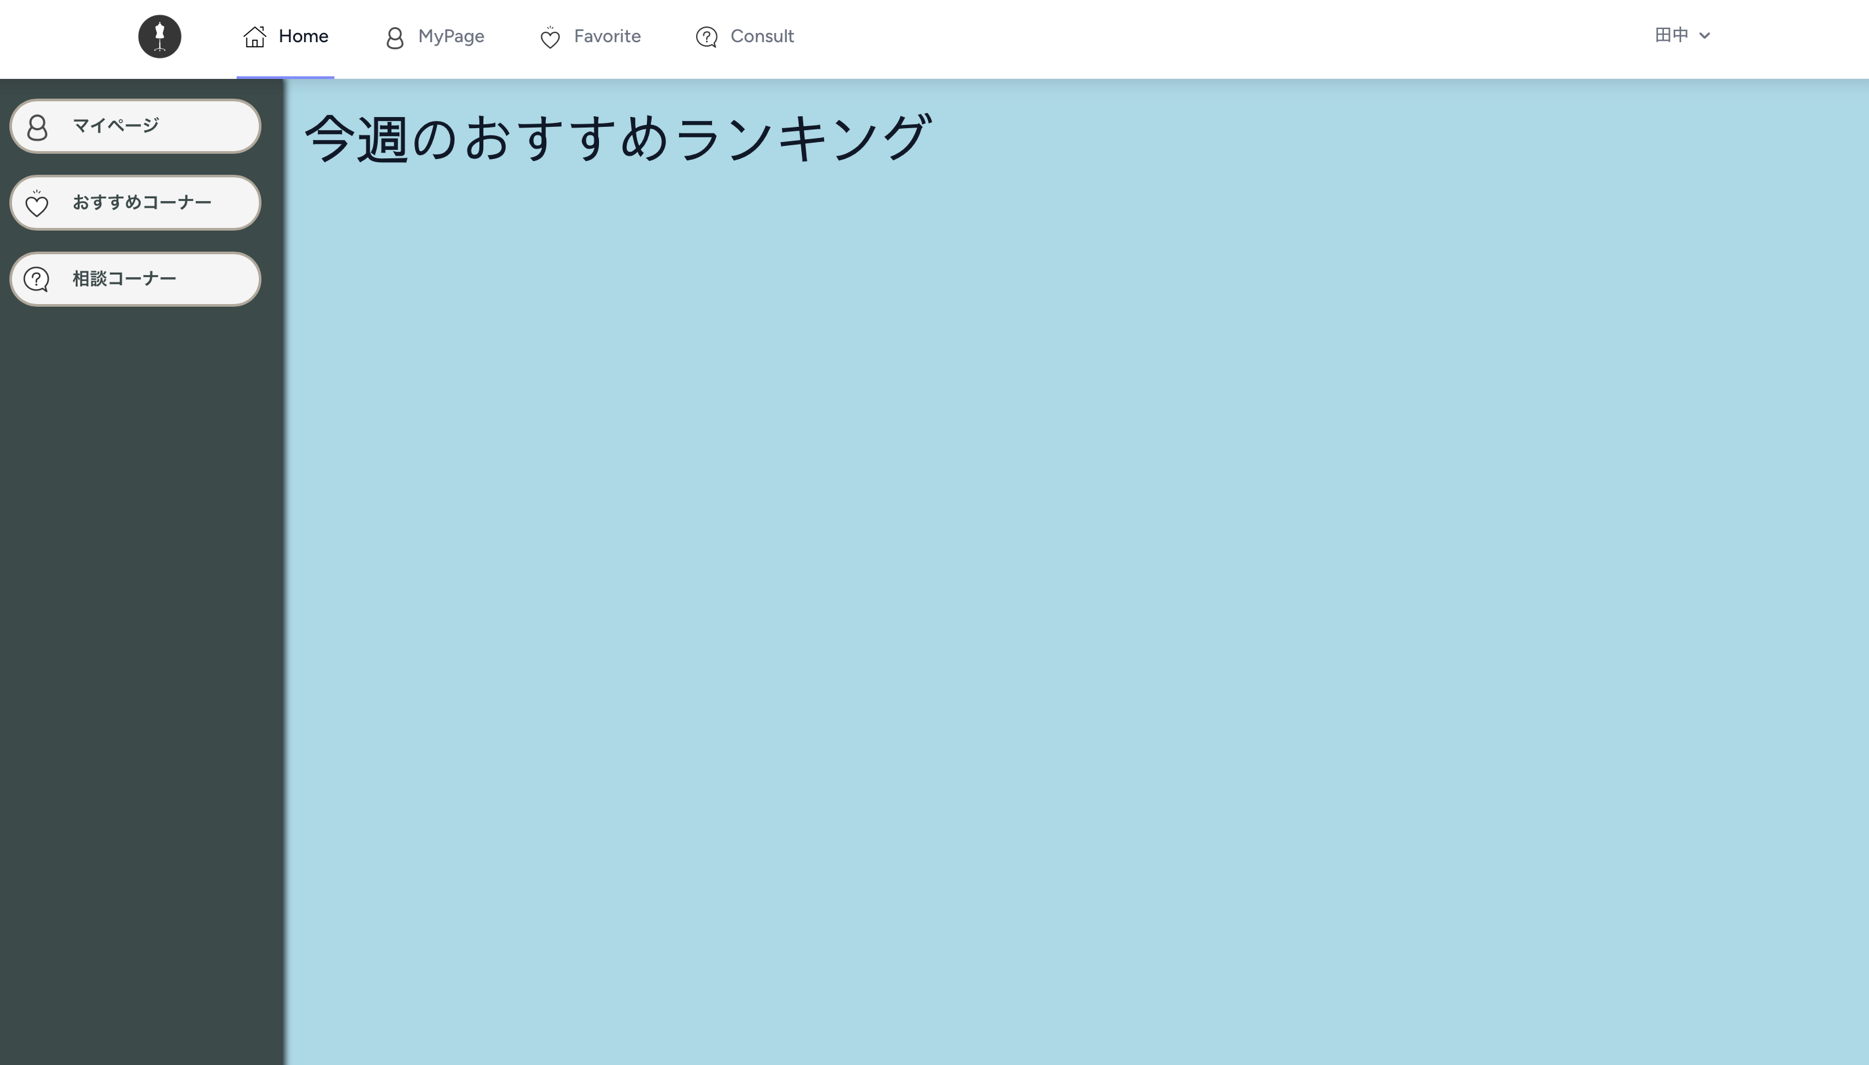 Home MyPage Favorite Consult 田中
マイページ
おすすめコーナー
相談コーナー
今週のおすすめランキング